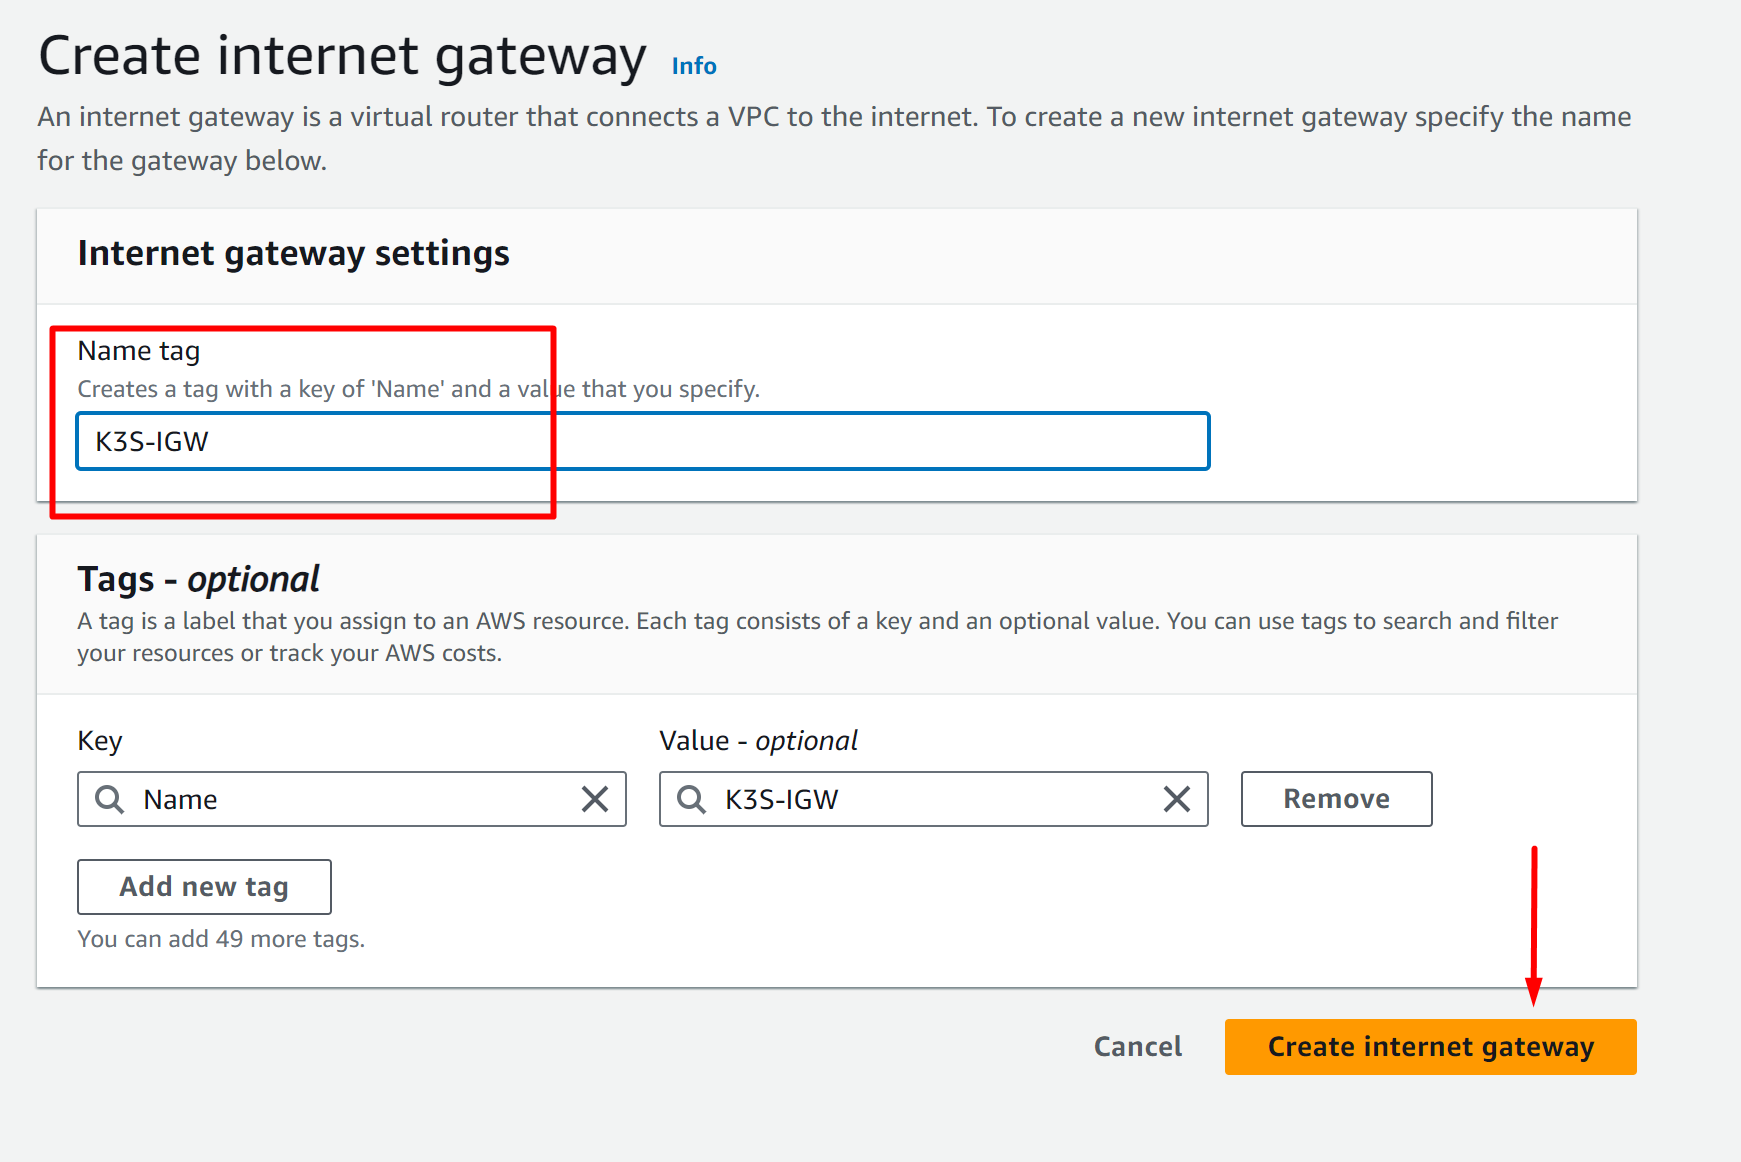 Create internet gateway Info
An internet gateway is a virtual router that connects a VPC to the internet. To create a new internet gateway specify the name
for the gateway below.
Internet gateway settings
Name tag
Creates a tag with a key of 'Name' and a value that you specify.
K3S-IGW
Tags - optional
A tag is a label that you assign to an AWS resource. Each tag consists of a key and an optional value. You can use tags to search and filter
your resources or track your AWS costs.
Key Value - optional
Name K3S-IGW Remove
Add new tag
You can add 49 more tags.
Cancel Create internet gateway